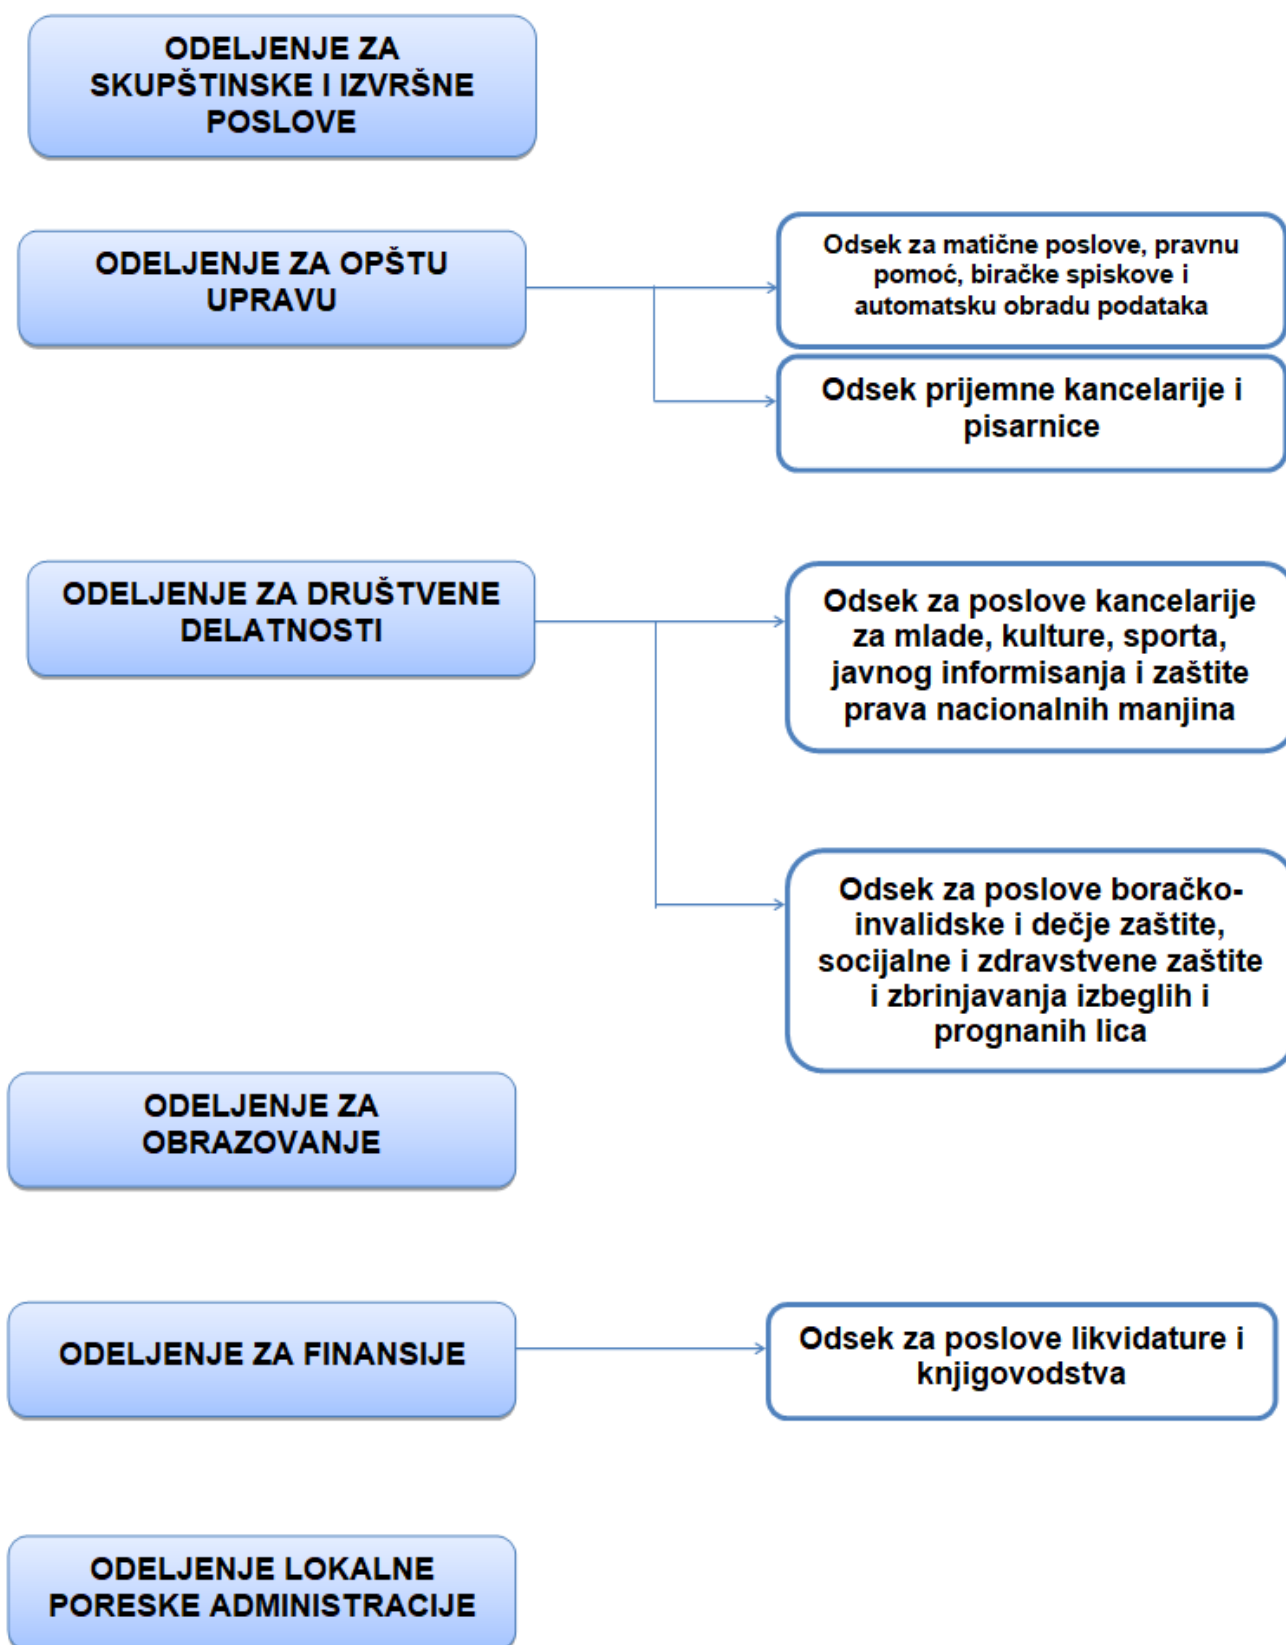 ODELJENJE ZA
SKUPŠTINSKE I IZVRŠNE
POSLOVE
ODELJENJE ZA OPŠTU
UPRAVU
Odsek za matične poslove, pravnu
pomoć, biračke spiskove i
automatsku obradu podataka
Odsek prijemne kancelarije i
pisarnice
ODELJENJE ZA DRUŠTVENE
DELATNOSTI
Odsek za poslove kancelarije
za mlade, kulture, sporta,
javnog informisanja i zaštite
prava nacionalnih manjina
Odsek za poslove boračko-
invalidske i dečje zaštite,
socijalne i zdravstvene zaštite
i zbrinjavanja izbeglih i
prognanih lica
ODELJENJE ZA
OBRAZOVANJE
ODELJENJE ZA FINANSIJE
Odsek za poslove likvidature i
knjigovodstva
ODELJENJE LOKALNE
PORESKE ADMINISTRACIJE